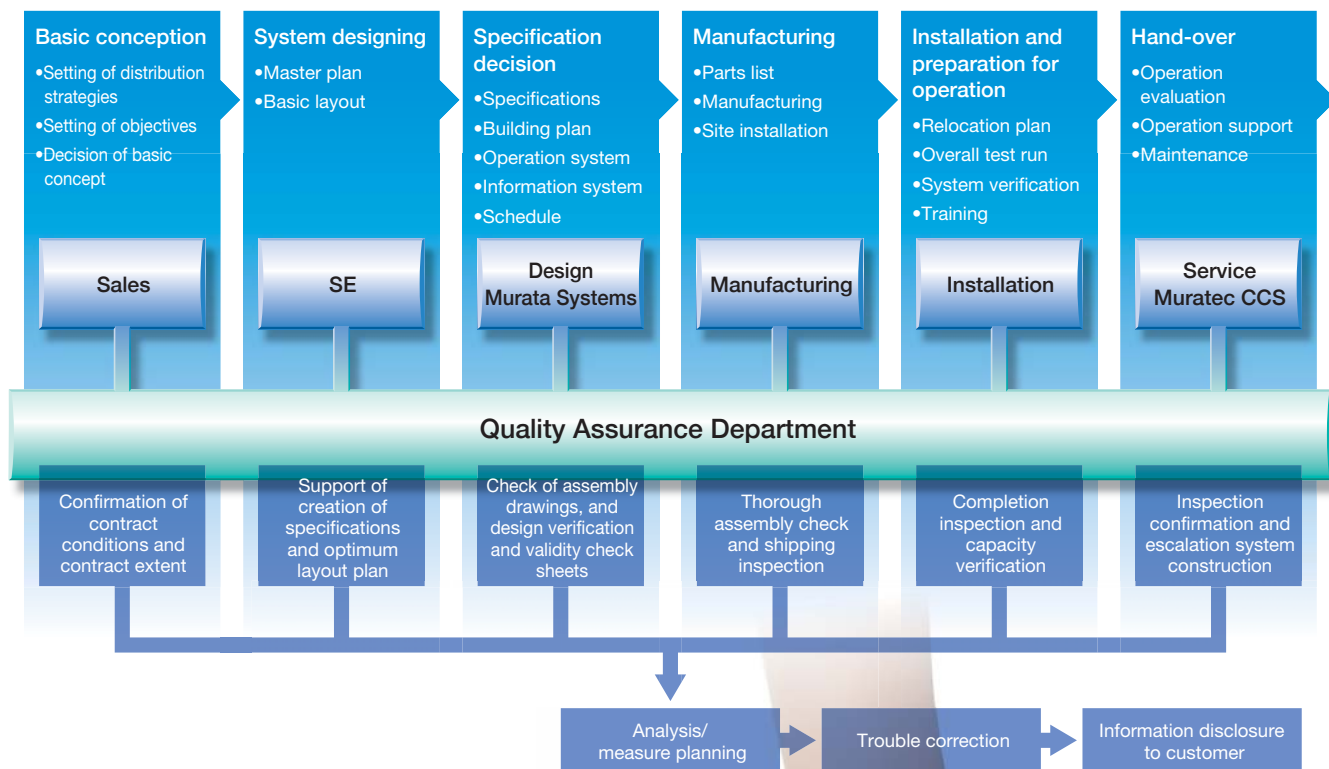 Basic conception
•Setting of distribution
strategies
•Setting of objectives
•Decision of basic
concept
System designing
•Master plan
•Basic layout
Specification
decision
•Specifications
•Building plan
•Operation system
•Information system
•Schedule
Manufacturing
•Parts list
•Manufacturing
•Site installation
Installation and
preparation for
operation
•Relocation plan
•Overall test run
•System verification
•Training
Hand-over
•Operation
evaluation
•Operation support
•Maintenance
Sales
SE
Design
Murata Systems
Manufacturing
Installation
Service
Muratec CCS
Quality Assurance Department
Confirmation of
contract
conditions and
contract extent
Support of
creation of
specifications
and optimum
layout plan
Check of assembly
drawings, and
design verification
and validity check
sheets
Thorough
assembly check
and shipping
inspection
Completion
inspection and
capacity
verification
Inspection
confirmation and
escalation system
construction
Analysis/
measure planning
Trouble correction
Information disclosure
to customer